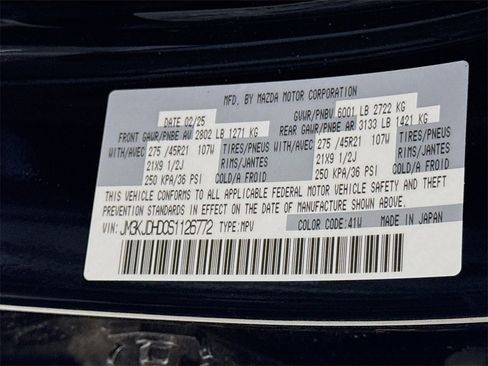 MFD. BY MAZDA MOTOR CORPORATION
DATE 02/25 GVWR/PNBV 6001 LB 2722 KG
FRONT GAWR/PNBE AV 2802 LB 1271 KG REAR GAWR/PNBE AR 3133 LB 1421 KG
WITH/AVEC 275 /45R21 107W TIRES/PNEUS WITH/AVEC 275 /45R21 107W TIRES/PNEUS
21X9 1/2J RIMS/JANTES 21X9 1/2J RIMS/JANTES
250 KPA/36 PSI COLD/A FROID 250 KPA/36 PSI COLD/A FROID
THIS VEHICLE CONFORMS TO ALL APPLICABLE FEDERAL MOTOR VEHICLE SAFETY AND THEFT
PREVENTION STANDARDS IN EFFECT ON THE DATE OF MANUFACTURE SHOWN ABOVE.
VIN: JM3KJDHD0S1126772 TYPE: MPV COLOR CODE: 41W MADE IN JAPAN